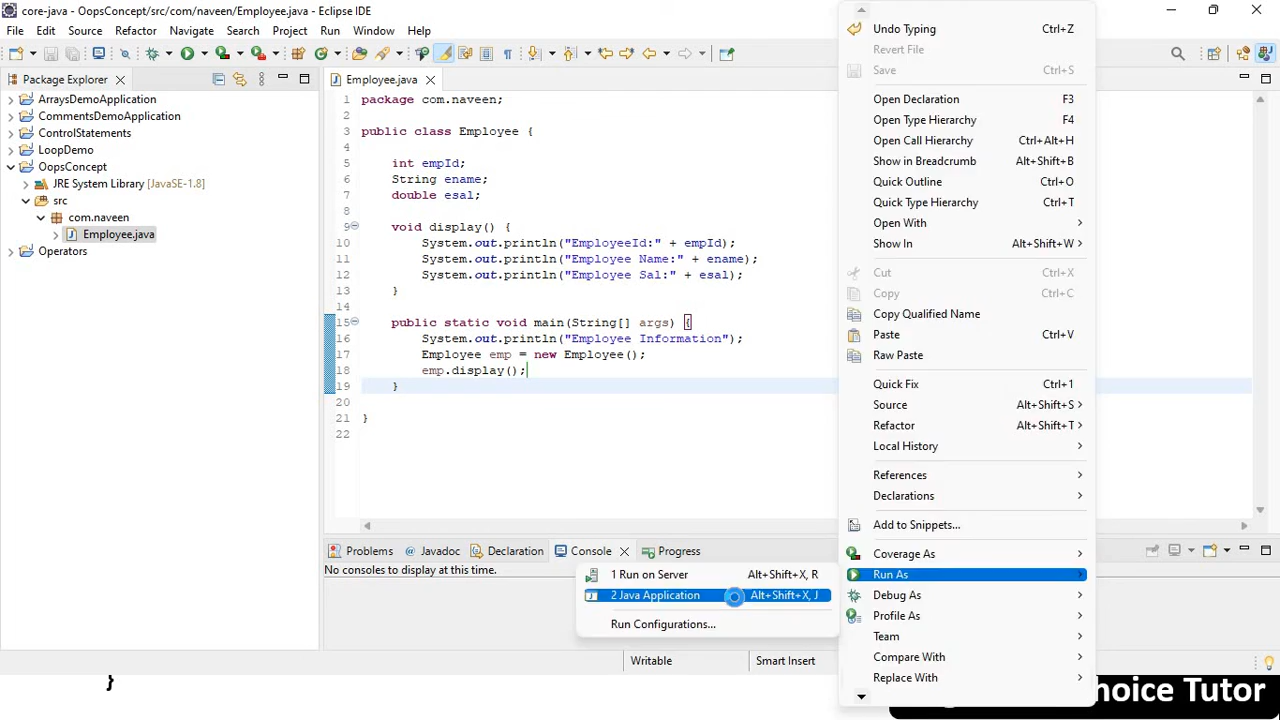 core-java - OopsConcept/src/com/naveen/Employee.java - Eclipse IDE
File Edit Source Refactor Navigate Search Project Run Window Help
Package Explorer
ArraysDemoApplication
CommentsDemoApplication
ControlStatements
LoopDemo
OopsConcept
JRE System Library [JavaSE-1.8]
src
com.naveen
Employee.java
Operators
Employee.java
1 package com.naveen;
2
3 public class Employee {
4
5 int empId;
6 String ename;
7 double esal;
8
9 void display() {
10 System.out.println("EmployeeId:" + empId);
11 System.out.println("Employee Name:" + ename);
12 System.out.println("Employee Sal:" + esal);
13 }
14
15 public static void main(String[] args) {
16 System.out.println("Employee Information");
17 Employee emp = new Employee();
18 emp.display();
19 }
20
21 }
22
Problems Javadoc Declaration Console Progress
No consoles to display at this time.
1 Run on Server Alt+Shift+X, R
2 Java Application Alt+Shift+X, J
Run Configurations...
Undo Typing Ctrl+Z
Revert File
Save Ctrl+S
Open Declaration F3
Open Type Hierarchy F4
Open Call Hierarchy Ctrl+Alt+H
Show in Breadcrumb Alt+Shift+B
Quick Outline Ctrl+O
Quick Type Hierarchy Ctrl+T
Open With
Show In Alt+Shift+W
Cut Ctrl+X
Copy Ctrl+C
Copy Qualified Name
Paste Ctrl+V
Raw Paste
Quick Fix Ctrl+1
Source Alt+Shift+S
Refactor Alt+Shift+T
Local History
References
Declarations
Add to Snippets...
Coverage As
Run As
Debug As
Profile As
Team
Compare With
Replace With
Writable Smart Insert
}
hoice Tutor